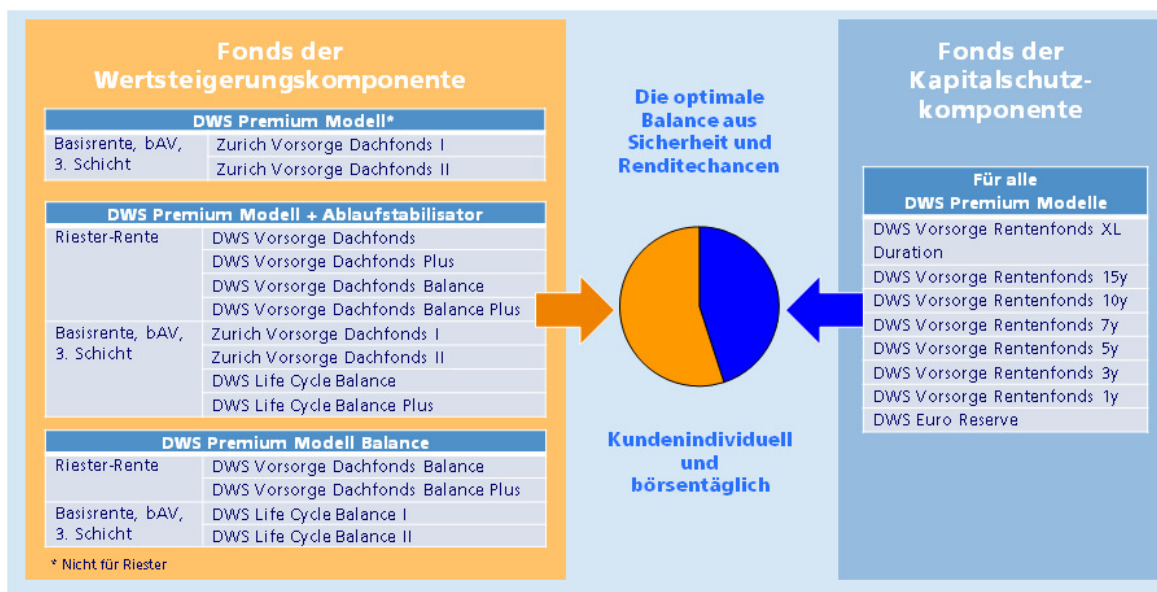 Fonds der
Wertsteigerungskomponente
DWS Premium Modell*
Basisrente, bAV,
3. Schicht
Zurich Vorsorge Dachfonds I
Zurich Vorsorge Dachfonds II
DWS Premium Modell + Ablaufstabilisator
Riester-Rente
DWS Vorsorge Dachfonds
DWS Vorsorge Dachfonds Plus
DWS Vorsorge Dachfonds Balance
DWS Vorsorge Dachfonds Balance Plus
Basisrente, bAV,
3. Schicht
Zurich Vorsorge Dachfonds I
Zurich Vorsorge Dachfonds II
DWS Life Cycle Balance
DWS Life Cycle Balance Plus
DWS Premium Modell Balance
Riester-Rente
DWS Vorsorge Dachfonds Balance
DWS Vorsorge Dachfonds Balance Plus
Basisrente, bAV,
3. Schicht
DWS Life Cycle Balance I
DWS Life Cycle Balance II
* Nicht für Riester
Die optimale
Balance aus
Sicherheit und
Renditechancen
Kundenindividuell
und
börsentäglich
Fonds der
Kapitalschutz-
komponente
Für alle
DWS Premium Modelle
DWS Vorsorge Rentenfonds XL
Duration
DWS Vorsorge Rentenfonds 15y
DWS Vorsorge Rentenfonds 10y
DWS Vorsorge Rentenfonds 7y
DWS Vorsorge Rentenfonds 5y
DWS Vorsorge Rentenfonds 3y
DWS Vorsorge Rentenfonds 1y
DWS Euro Reserve